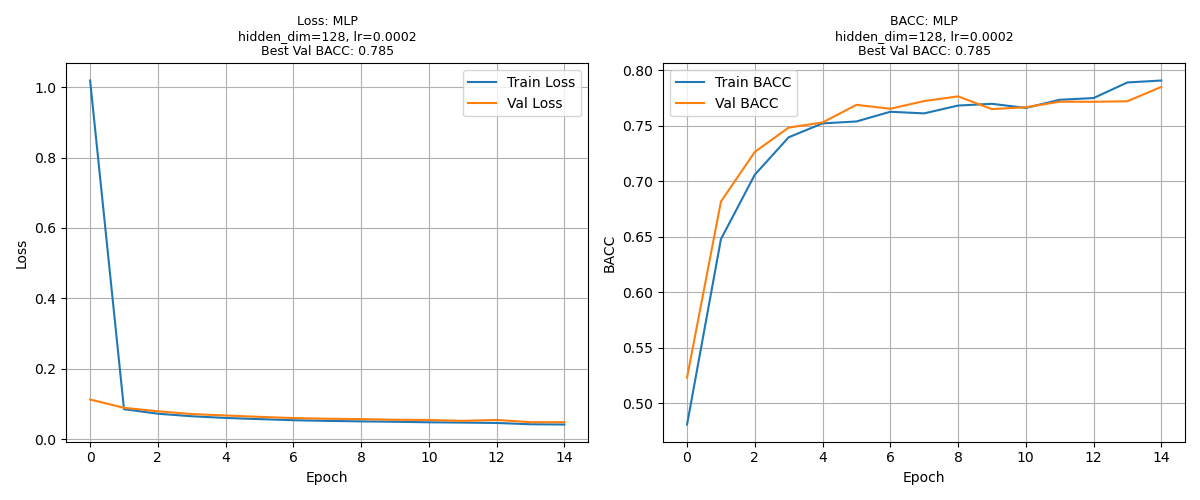 Loss: MLP
hidden_dim=128, lr=0.0002
Best Val BACC: 0.785
Train Loss
Val Loss
1.0
0.8
0.6
0.4
0.2
0.0
Loss
0 2 4 6 8 10 12 14
Epoch
BACC: MLP
hidden_dim=128, lr=0.0002
Best Val BACC: 0.785
Train BACC
Val BACC
0.80
0.75
0.70
0.65
0.60
0.55
0.50
BACC
0 2 4 6 8 10 12 14
Epoch